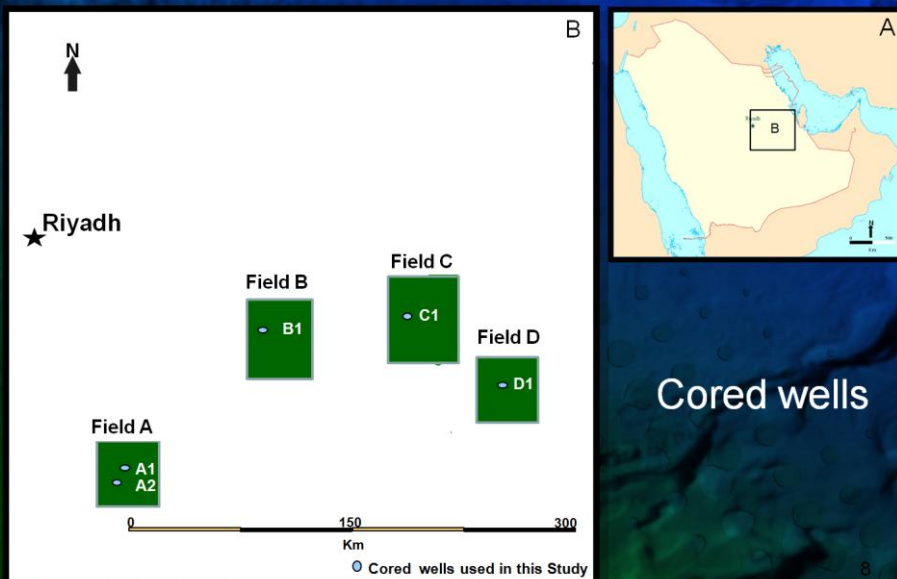 B
N
Riyadh
Field B
B1
Field C
C1
Field D
D1
Field A
A1
A2
0 150 300
Km
Cored wells used in this Study
A
B
N
Cored wells
8